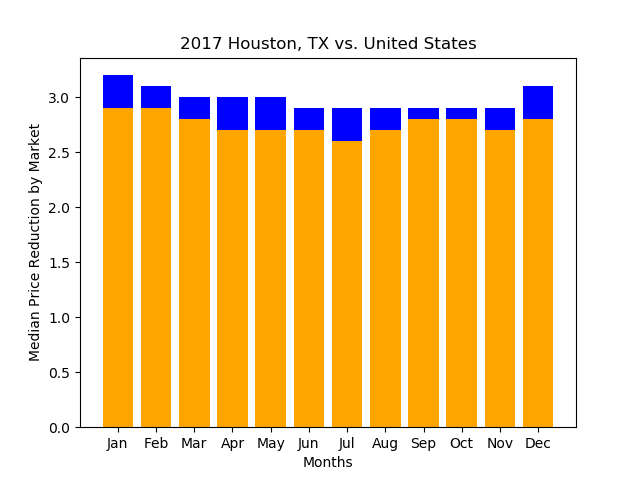 2017 Houston, TX vs. United States
Median Price Reduction by Market
3.0
2.5
2.0
1.5
1.0
0.5
0.0
Jan Feb Mar Apr May Jun Jul Aug Sep Oct Nov Dec
Months